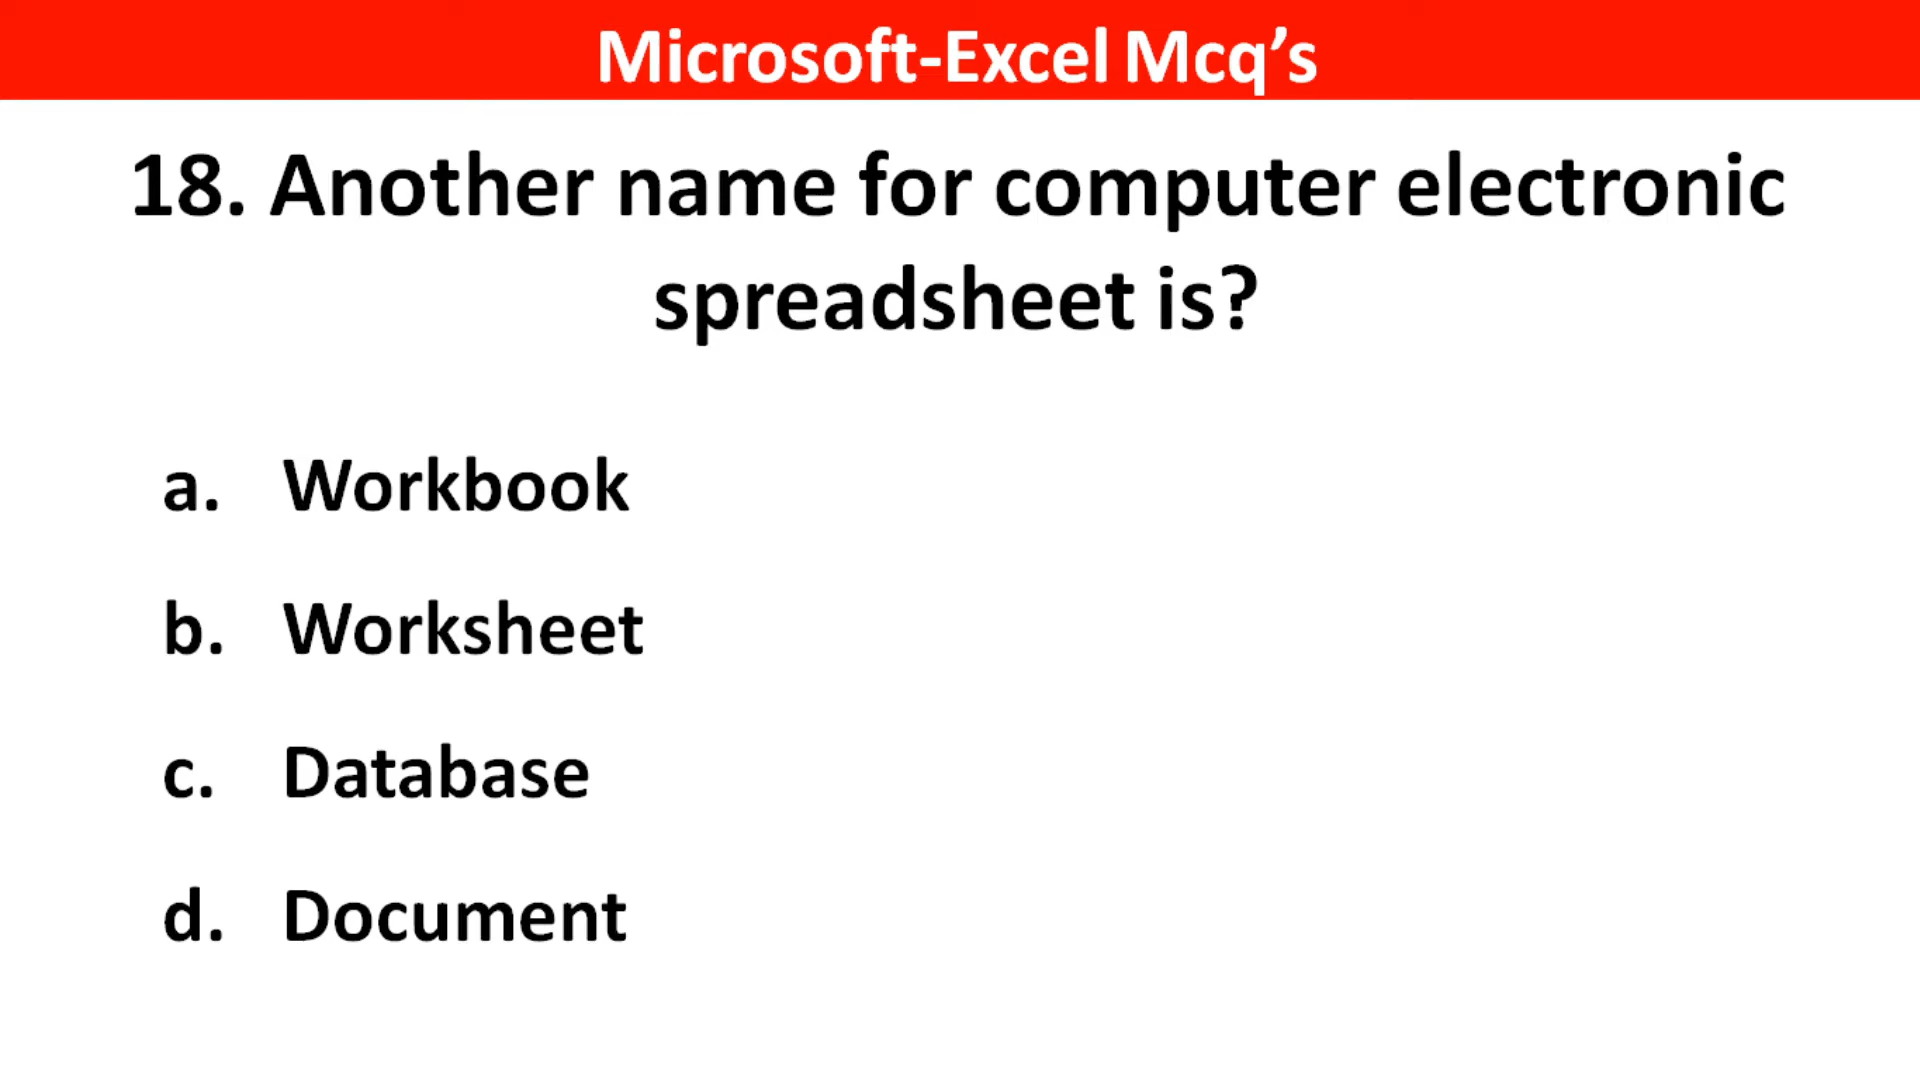 Microsoft-Excel Mcq’s
18. Another name for computer electronic
spreadsheet is?
a. Workbook
b. Worksheet
c. Database
d. Document